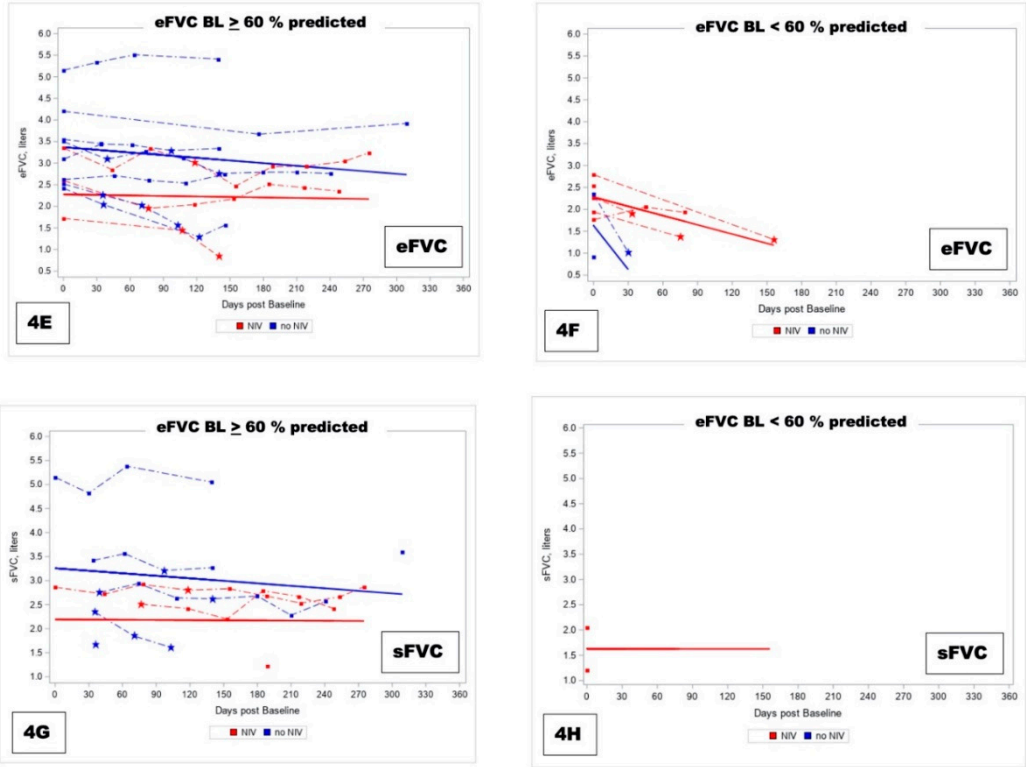 eFVC BL ≥ 60 % predicted
6.0
5.5
5.0
4.5
4.0
3.5
3.0
2.5
2.0
1.5
1.0
0.5
eFVC, liters
0 30 60 90 120 150 180 210 240 270 300 330 360
Days post Baseline
NIV no NIV
eFVC
4E
eFVC BL < 60 % predicted
6.0
5.5
5.0
4.5
4.0
3.5
3.0
2.5
2.0
1.5
1.0
0.5
eFVC, liters
0 30 60 90 120 150 180 210 240 270 300 330 360
Days post Baseline
NIV no NIV
eFVC
4F
eFVC BL ≥ 60 % predicted
6.0
5.5
5.0
4.5
4.0
3.5
3.0
2.5
2.0
1.5
1.0
sFVC, liters
0 30 60 90 120 150 180 210 240 270 300 330 360
Days post Baseline
NIV no NIV
sFVC
4G
eFVC BL < 60 % predicted
6.0
5.5
5.0
4.5
4.0
3.5
3.0
2.5
2.0
1.5
1.0
sFVC, liters
0 30 60 90 120 150 180 210 240 270 300 330 360
Days post Baseline
NIV no NIV
sFVC
4H